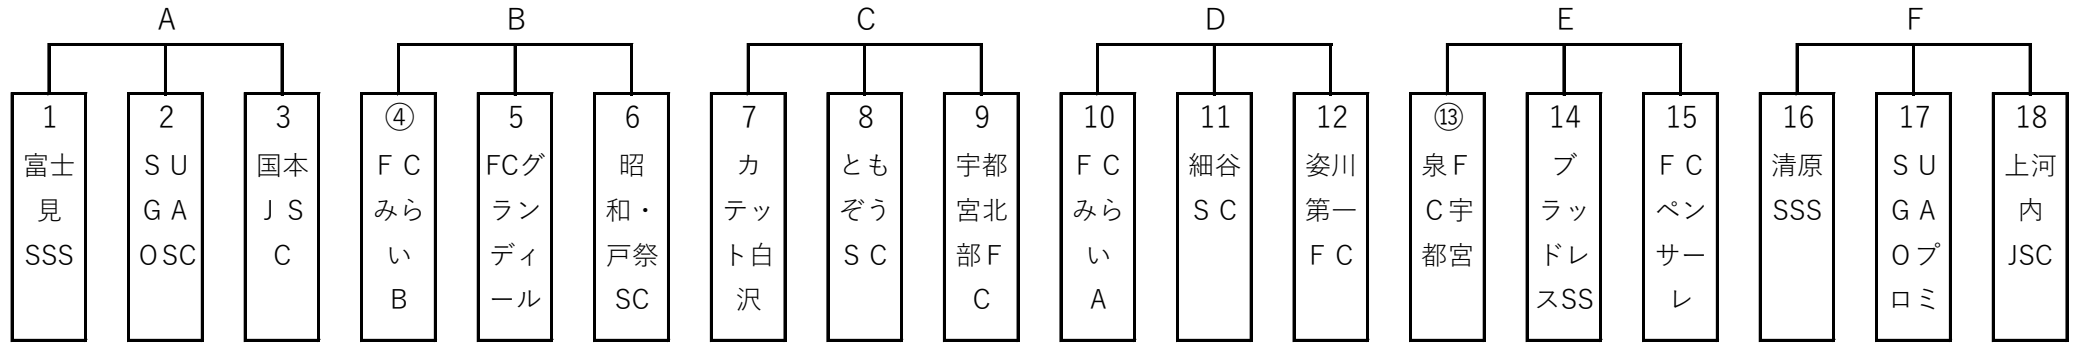 A
B
C
D
E
F
1
富士
見
SSS
2
ＳＵ
ＧＡ
ＯSC
3
国本
ＪＳ
C
④
ＦＣ
みら
い
B
5
FCグ
ラン
ディ
ール
6
昭
和・
戸祭
SC
7
カ
テッ
ト白
沢
8
とも
ぞう
ＳＣ
9
宇都
宮北
部Ｆ
C
10
ＦＣ
みら
い
A
11
細谷
ＳＣ
12
姿川
第一
ＦＣ
⑬
泉Ｆ
Ｃ宇
都宮
14
ブ
ラッ
ドレ
スSS
15
ＦＣ
ペン
サー
レ
16
清原
SSS
17
ＳＵ
ＧＡ
Ｏプ
ロミ
18
上河
内
JSC